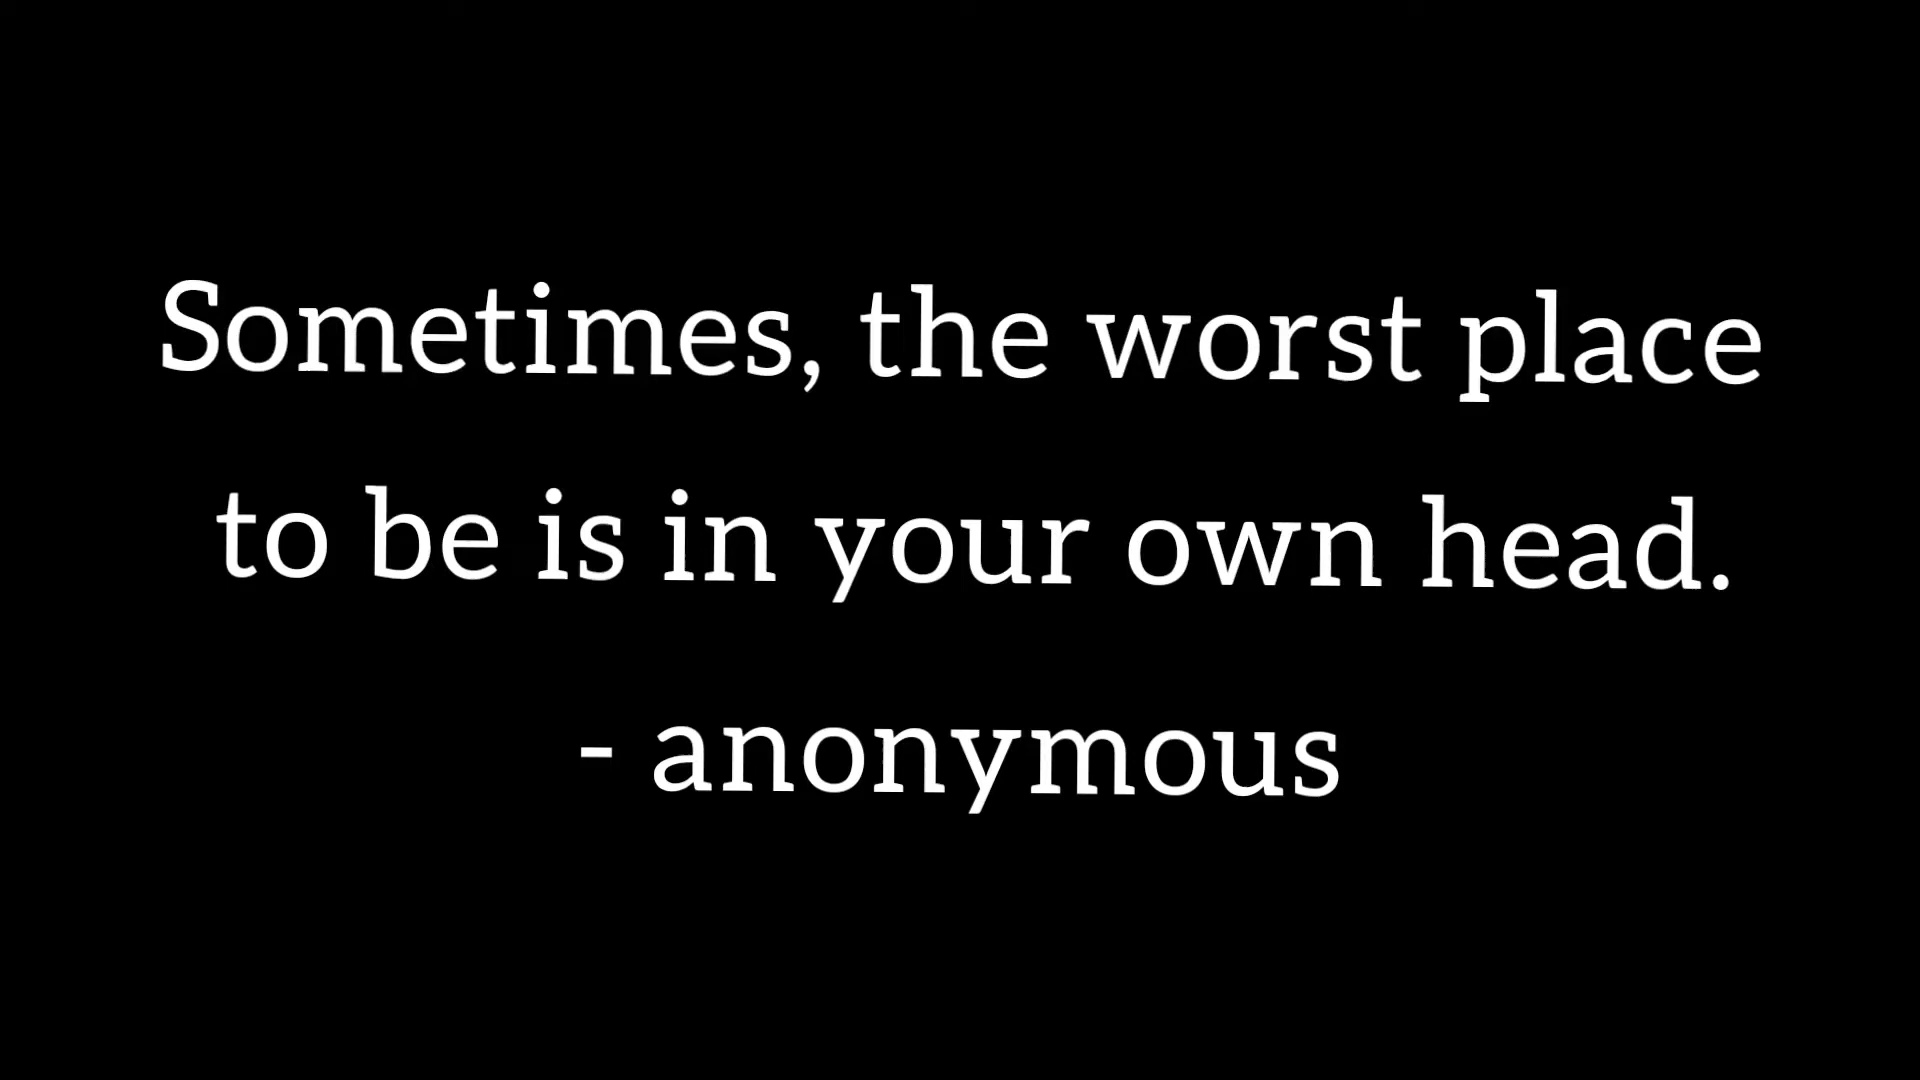 Sometimes, the worst place
to be is in your own head.
- anonymous